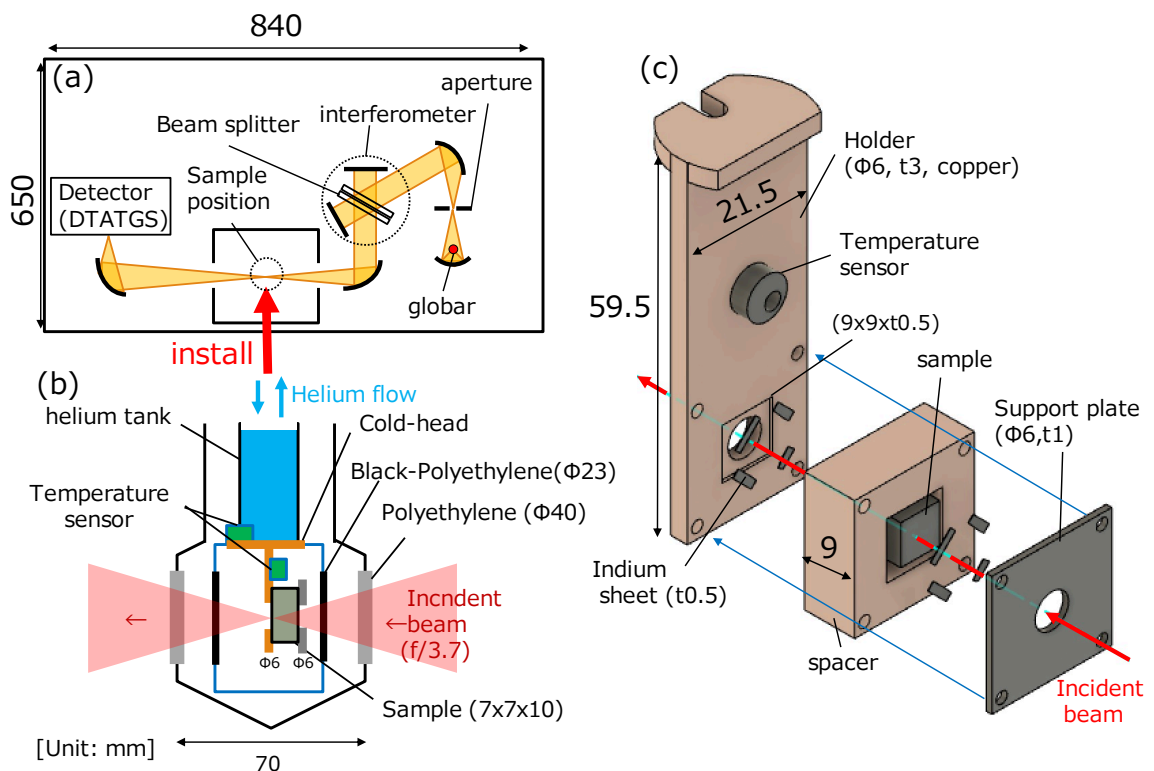 840
(a)
650
aperture
interferometer
Beam splitter
Sample
position
Detector
(DTATGS)
globar
install
(b)
Helium flow
helium tank
Cold-head
Black-Polyethylene(Φ23)
Temperature
sensor
Polyethylene (Φ40)
←
←Incndent
beam
(f/3.7)
Φ6
Φ6
Sample (7x7x10)
[Unit: mm]
70
(c)
Holder
(Φ6, t3, copper)
21.5
Temperature
sensor
59.5
(9x9xt0.5)
sample
Support plate
(Φ6,t1)
9
Indium
sheet (t0.5)
spacer
Incident
beam